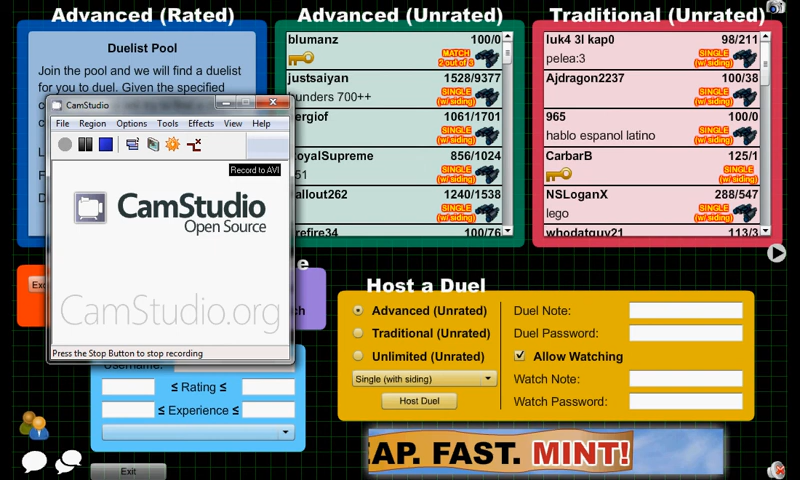 Advanced (Rated)
Duelist Pool
Join the pool and we will find a duelist
for you to duel. Given the specified
CamStudio
File Region Options Tools Effects View Help
Record to AVI
CamStudio
Open Source
CamStudio.org
Press the Stop Button to stop recording
Advanced (Unrated)
blumanz 100/0
MATCH
2 out of 3
justsaiyan 1528/9377
unders 700++
SINGLE
(w/ siding)
ergiof 1061/1701
SINGLE
(w/ siding)
oyalSupreme 856/1024
51
SINGLE
(w/ siding)
allout262 1240/1538
SINGLE
(w/ siding)
refire34 100/76
Traditional (Unrated)
luk4 3l kap0 98/211
pelea:3
SINGLE
(w/ siding)
Ajdragon2237 100/38
SINGLE
(w/ siding)
965 100/0
hablo espanol latino
SINGLE
(w/ siding)
CarbarB 125/1
SINGLE
(w/ siding)
NSLoganX 288/547
lego
SINGLE
(w/ siding)
whodatguy21 113/3
Username:
≤ Rating ≤
≤ Experience ≤
Exit
Host a Duel
Advanced (Unrated)
Traditional (Unrated)
Unlimited (Unrated)
Single (with siding)
Host Duel
Duel Note:
Duel Password:
Allow Watching
Watch Note:
Watch Password:
EAP. FAST. MINT!